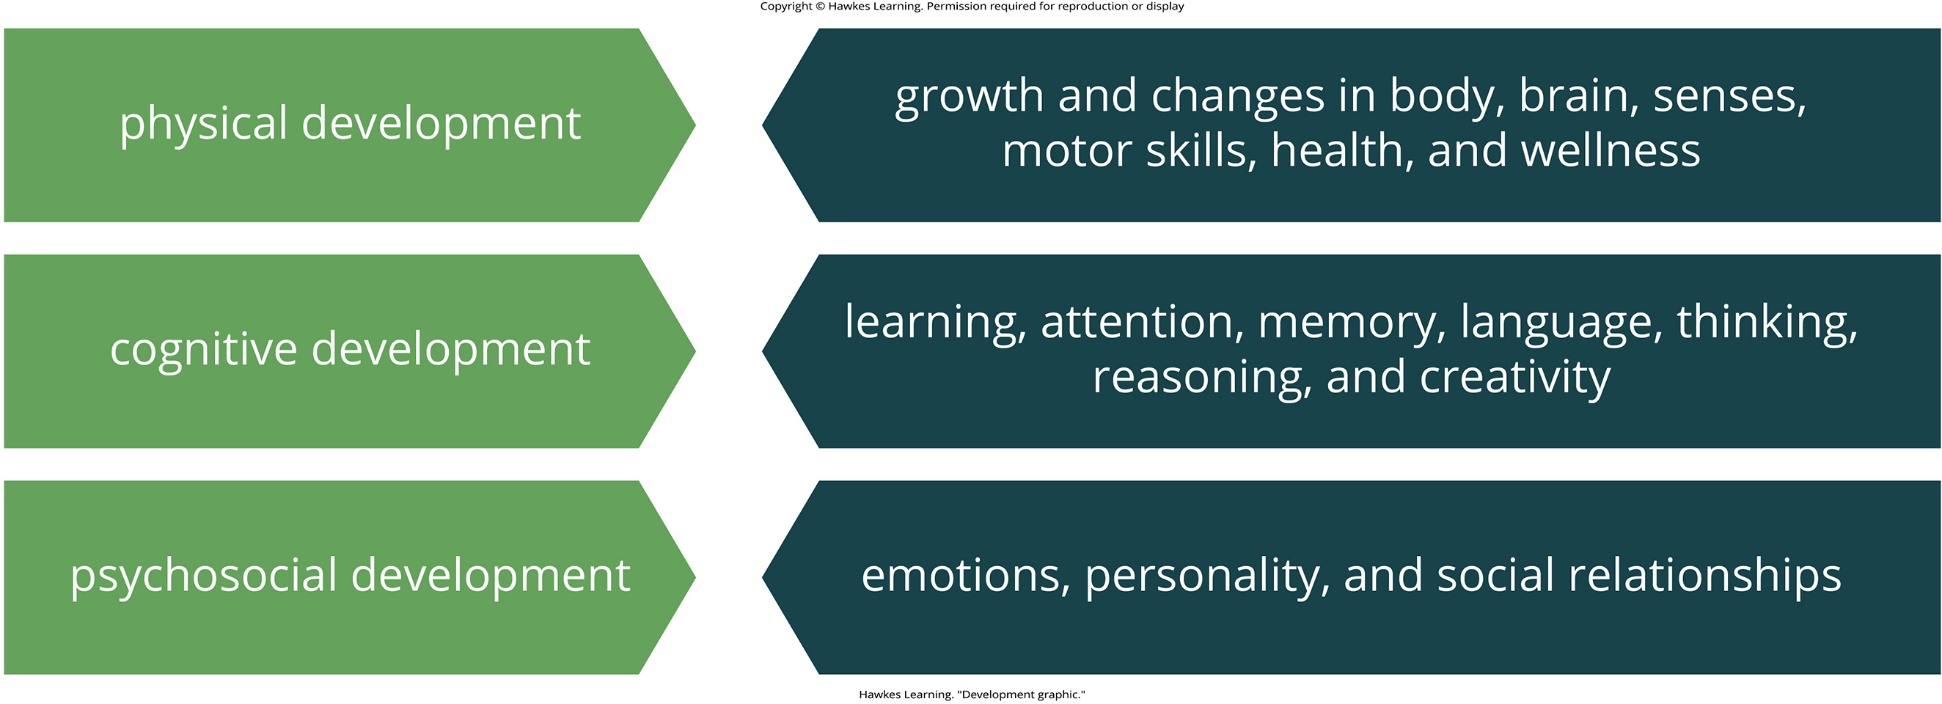 Copyright © Hawkes Learning. Permission required for reproduction or display
physical development
growth and changes in body, brain, senses,
motor skills, health, and wellness
cognitive development
learning, attention, memory, language, thinking,
reasoning, and creativity
psychosocial development
emotions, personality, and social relationships
Hawkes Learning. "Development graphic."